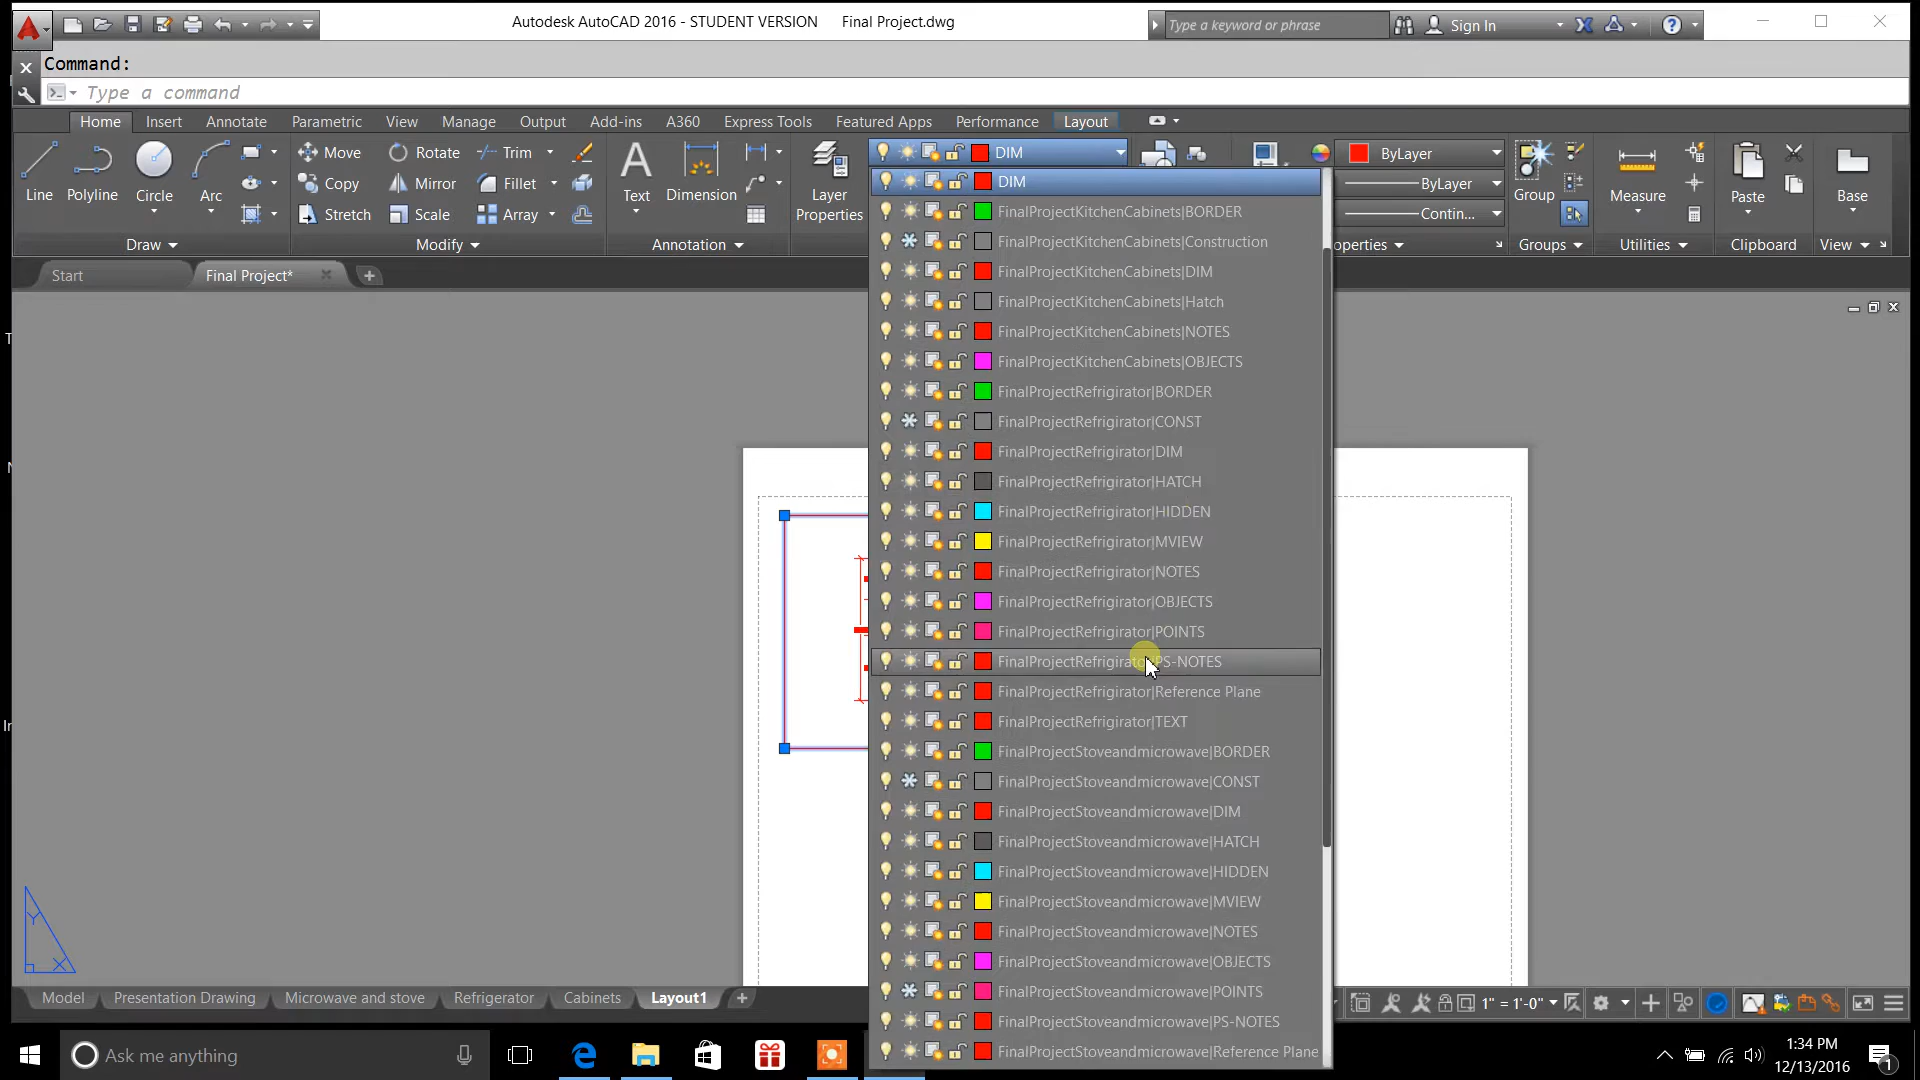 Autodesk AutoCAD 2016 - STUDENT VERSION Final Project.dwg
Type a keyword or phrase
Sign In
Command:
Type a command
Home Insert Annotate Parametric View Manage Output Add-ins A360 Express Tools Featured Apps Performance Layout
Line Polyline Circle Arc
Move Rotate Trim
Copy Mirror Fillet
Stretch Scale Array
Text Dimension
Layer Properties
DIM
ByLayer
ByLayer
Contin...
Group Measure Paste Base
Draw Modify Annotation operties Groups Utilities Clipboard View
Start Final Project*
DIM
FinalProjectKitchenCabinets|BORDER
FinalProjectKitchenCabinets|Construction
FinalProjectKitchenCabinets|DIM
FinalProjectKitchenCabinets|Hatch
FinalProjectKitchenCabinets|NOTES
FinalProjectKitchenCabinets|OBJECTS
FinalProjectRefrigirator|BORDER
FinalProjectRefrigirator|CONST
FinalProjectRefrigirator|DIM
FinalProjectRefrigirator|HATCH
FinalProjectRefrigirator|HIDDEN
FinalProjectRefrigirator|MVIEW
FinalProjectRefrigirator|NOTES
FinalProjectRefrigirator|OBJECTS
FinalProjectRefrigirator|POINTS
FinalProjectRefrigirator|PS-NOTES
FinalProjectRefrigirator|Reference Plane
FinalProjectRefrigirator|TEXT
FinalProjectStoveandmicrowave|BORDER
FinalProjectStoveandmicrowave|CONST
FinalProjectStoveandmicrowave|DIM
FinalProjectStoveandmicrowave|HATCH
FinalProjectStoveandmicrowave|HIDDEN
FinalProjectStoveandmicrowave|MVIEW
FinalProjectStoveandmicrowave|NOTES
FinalProjectStoveandmicrowave|OBJECTS
FinalProjectStoveandmicrowave|POINTS
FinalProjectStoveandmicrowave|PS-NOTES
FinalProjectStoveandmicrowave|Reference Plane
Y
X
Model Presentation Drawing Microwave and stove Refrigerator Cabinets Layout1
1" = 1'-0"
Ask me anything
1:34 PM
12/13/2016
1